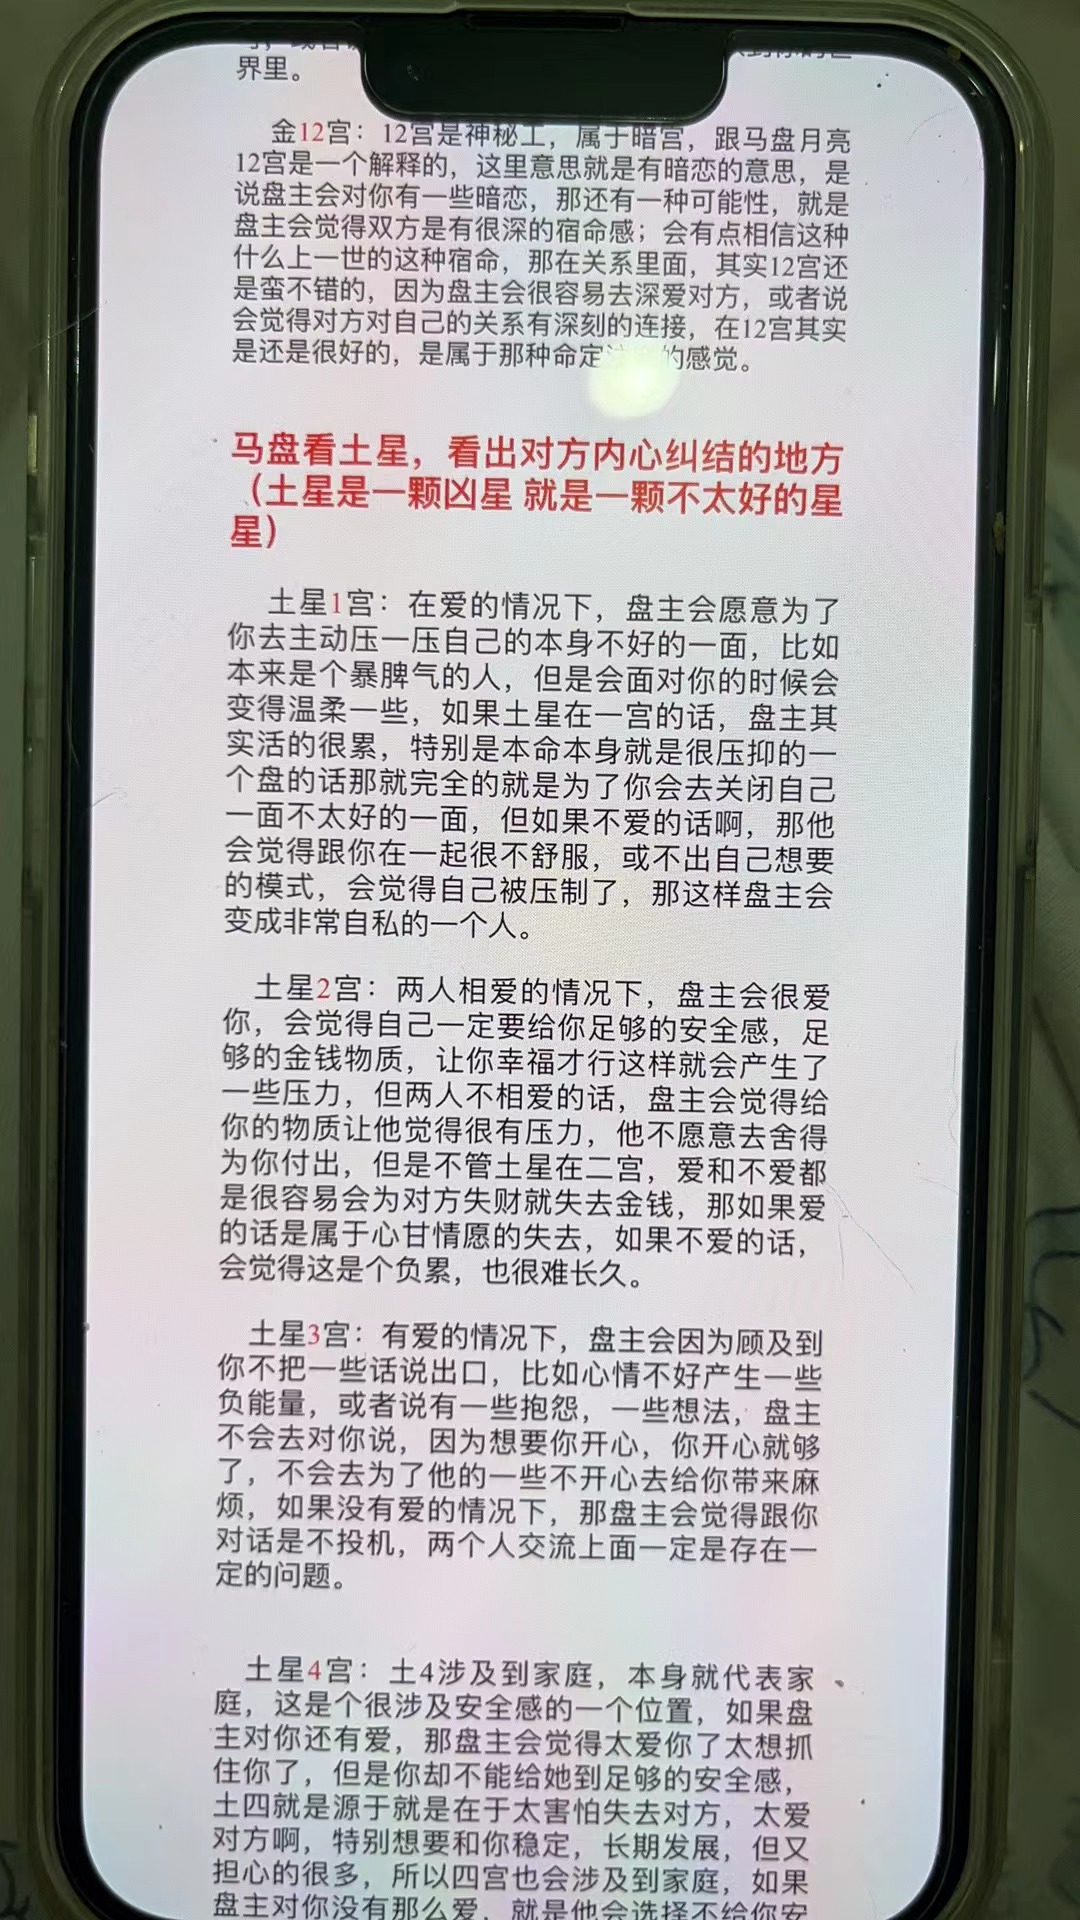 界里。
金12宫：12宫是神秘工，属于暗宫，跟马盘月亮
12宫是一个解释的，这里意思就是有暗恋的意思，是
说盘主会对你有一些暗恋，那还有一种可能性，就是
盘主会觉得双方是有很深的宿命感；会有点相信这种
什么上一世的这种宿命，那在关系里面，其实12宫还
是蛮不错的，因为盘主会很容易去深爱对方，或者说
会觉得对方对自己的关系有深刻的连接，在12宫其实
是还是很好的，是属于那种命定 的感觉。
马盘看土星，看出对方内心纠结的地方
（土星是一颗凶星 就是一颗不太好的星
星）
土星1宫：在爱的情况下，盘主会愿意为了
你去主动压一压自己的本身不好的一面，比如
本来是个暴脾气的人，但是会面对你的时候会
变得温柔一些，如果土星在一宫的话，盘主其
实活的很累，特别是本命本身就是很压抑的一
个盘的话那就完全的就是为了你会去关闭自己
一面不太好的一面，但如果不爱的话啊，那他
会觉得跟你在一起很不舒服，或不出自己想要
的模式，会觉得自己被压制了，那这样盘主会
变成非常自私的一个人。
土星2宫：两人相爱的情况下，盘主会很爱
你，会觉得自己一定要给你足够的安全感，足
够的金钱物质，让你幸福才行这样就会产生了
一些压力，但两人不相爱的话，盘主会觉得给
你的物质让他觉得很有压力，他不愿意去舍得
为你付出，但是不管土星在二宫，爱和不爱都
是很容易会为对方失财就失去金钱，那如果爱
的话是属于心甘情愿的失去，如果不爱的话，
会觉得这是个负累，也很难长久。
土星3宫：有爱的情况下，盘主会因为顾及到
你不把一些话说出口，比如心情不好产生一些
负能量，或者说有一些抱怨，一些想法，盘主
不会去对你说，因为想要你开心，你开心就够
了，不会去为了他的一些不开心去给你带来麻
烦，如果没有爱的情况下，那盘主会觉得跟你
对话是不投机，两个人交流上面一定是存在一
定的问题。
土星4宫：土4涉及到家庭，本身就代表家
庭，这是个很涉及安全感的一个位置，如果盘
主对你还有爱，那盘主会觉得太爱你了太想抓
住你了，但是你却不能给她到足够的安全感，
土四就是源于就是在于太害怕失去对方，太爱
对方啊，特别想要和你稳定，长期发展，但又
担心的很多，所以四宫也会涉及到家庭，如果
盘主对你没有那么爱，就是他会选择不给你安